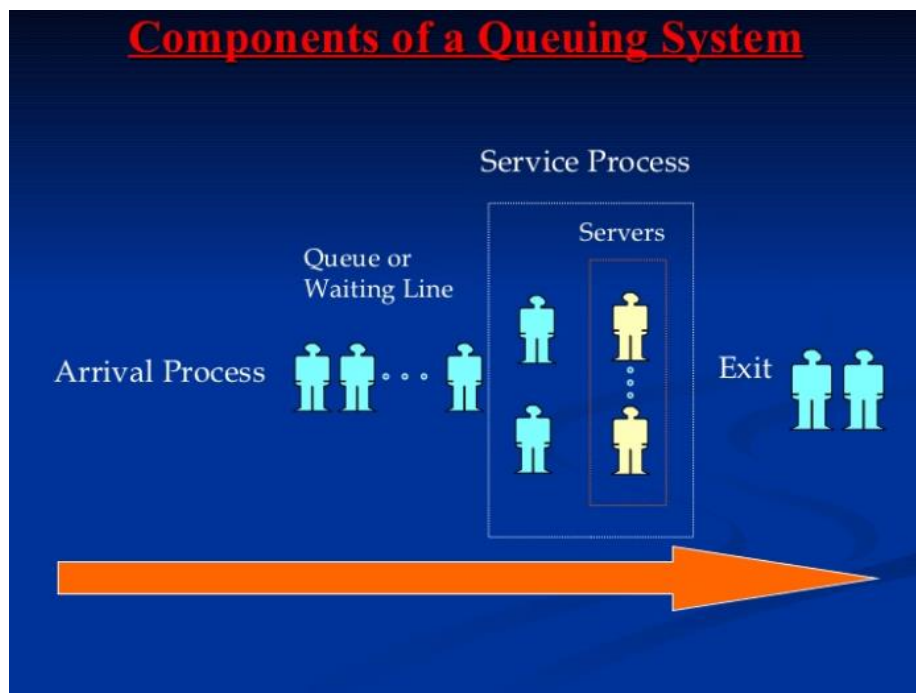 Components of a Queuing System
Service Process
Servers
Queue or
Waiting Line
Arrival Process
Exit